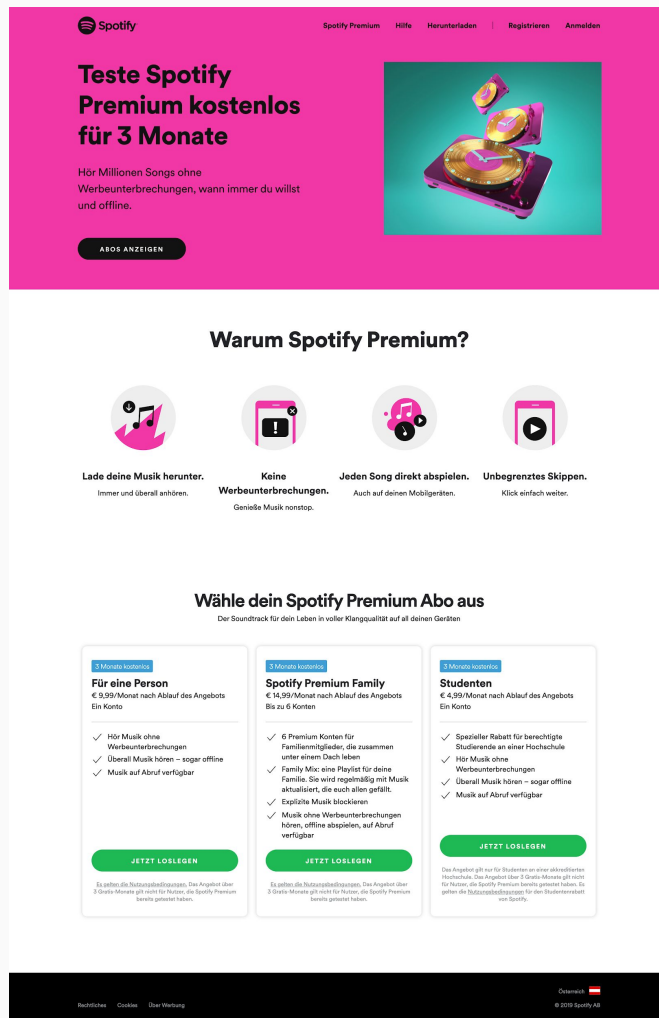 Spotify
Spotify Premium
Hilfe
Herunterladen
Registrieren
Anmelden
Teste Spotify
Premium kostenlos
für 3 Monate
Hör Millionen Songs ohne
Werbeunterbrechungen, wann immer du willst
und offline.
ABOS ANZEIGEN
Warum Spotify Premium?
Lade deine Musik herunter.
Immer und überall anhören.
Keine
Werbeunterbrechungen.
Genieße Musik nonstop.
Jeden Song direkt abspielen.
Auch auf deinen Mobilgeräten.
Unbegrenztes Skippen.
Klick einfach weiter.
Wähle dein Spotify Premium Abo aus
Der Soundtrack für dein Leben in voller Klangqualität auf all deinen Geräten
3 Monate kostenlos
Für eine Person
€ 9,99/Monat nach Ablauf des Angebots
Ein Konto
Hör Musik ohne
Werbeunterbrechungen
Überall Musik hören – sogar offline
Musik auf Abruf verfügbar
JETZT LOSLEGEN
Es gelten die Nutzungsbedingungen. Das Angebot über
3 Gratis-Monate gilt nicht für Nutzer, die Spotify Premium
bereits getestet haben.
3 Monate kostenlos
Spotify Premium Family
€ 14,99/Monat nach Ablauf des Angebots
Bis zu 6 Konten
6 Premium Konten für
Familienmitglieder, die zusammen
unter einem Dach leben
Family Mix: eine Playlist für deine
Familie. Sie wird regelmäßig mit Musik
aktualisiert, die euch allen gefällt.
Explizite Musik blockieren
Musik ohne Werbeunterbrechungen
hören, offline abspielen, auf Abruf
verfügbar
JETZT LOSLEGEN
Es gelten die Nutzungsbedingungen. Das Angebot über
3 Gratis-Monate gilt nicht für Nutzer, die Spotify Premium
bereits getestet haben.
3 Monate kostenlos
Studenten
€ 4,99/Monat nach Ablauf des Angebots
Ein Konto
Spezieller Rabatt für berechtigte
Studierende an einer Hochschule
Hör Musik ohne
Werbeunterbrechungen
Überall Musik hören – sogar offline
Musik auf Abruf verfügbar
JETZT LOSLEGEN
Das Angebot gilt nur für Studenten an einer akkreditierten
Hochschule. Das Angebot über 3 Gratis-Monate gilt nicht
für Nutzer, die Spotify Premium bereits getestet haben. Es
gelten die Nutzungsbedingungen für den Studentenrabatt
von Spotify.
Österreich
Rechtliches
Cookies
Über Werbung
© 2019 Spotify AB